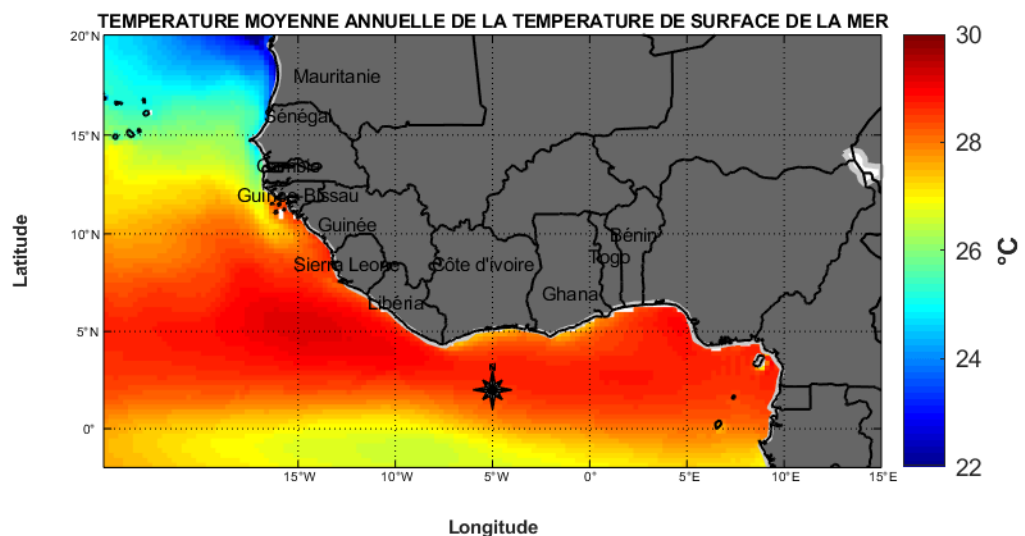 TEMPERATURE MOYENNE ANNUELLE DE LA TEMPERATURE DE SURFACE DE LA MER
20°N
15°N
10°N
5°N
0°
Latitude
Mauritanie
Sénégal
Gambie
Guinée-Bissau
Guinée
Sierra Leone
Libéria
Côte d'ivoire
Ghana
Togo
Bénin
N
15°W
10°W
5°W
0°
5°E
10°E
15°E
Longitude
30
28
26
24
22
°C